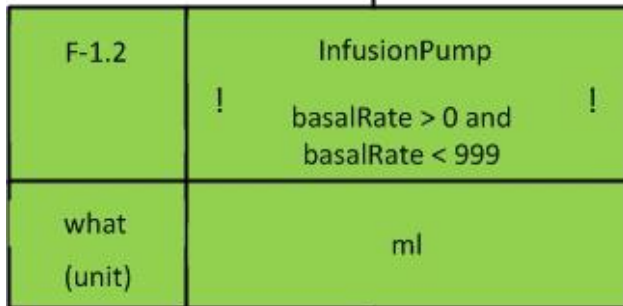 F-1.2
InfusionPump
! !
basalRate > 0 and
basalRate < 999
what
(unit)
ml